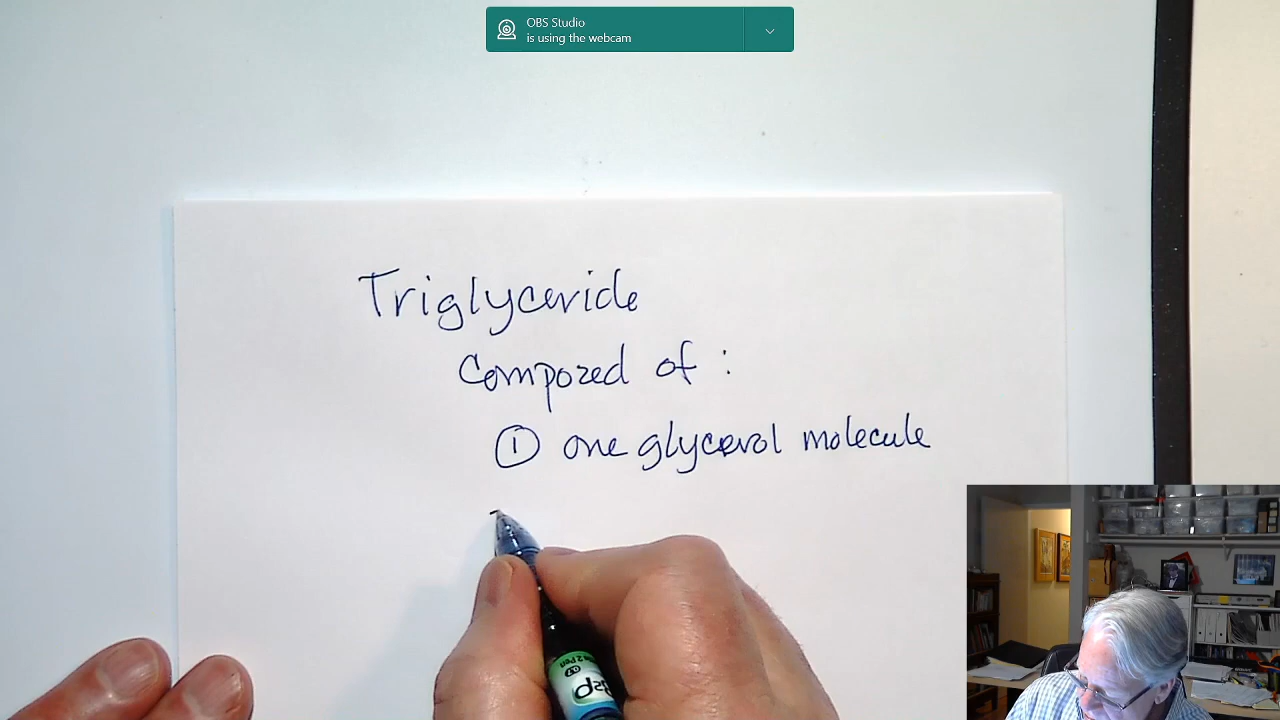 OBS Studio
is using the webcam
Triglyceride
Composed of :
① one glycerol molecule